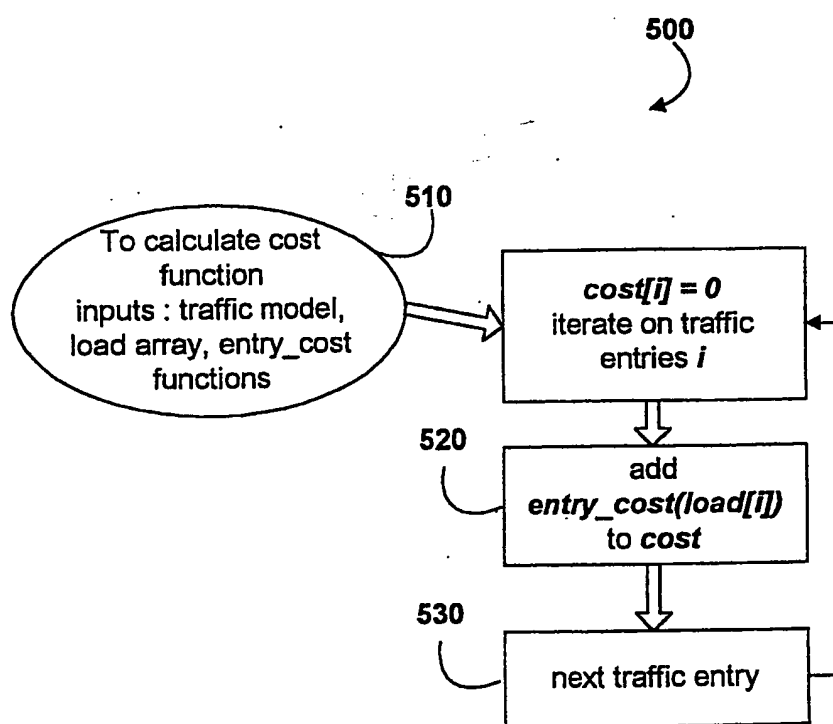 500
510
To calculate cost
function
inputs : traffic model,
load array, entry_cost
functions
cost[i] = 0
iterate on traffic
entries i
520
add
entry_cost(load[i])
to cost
530
next traffic entry